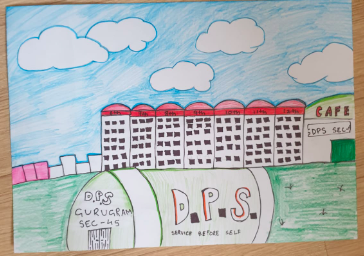 CAFE
DPS SEC
D.P.S
GURUGRAM
SEC-45
D.P.S.
SERVICE BEFORE SELF